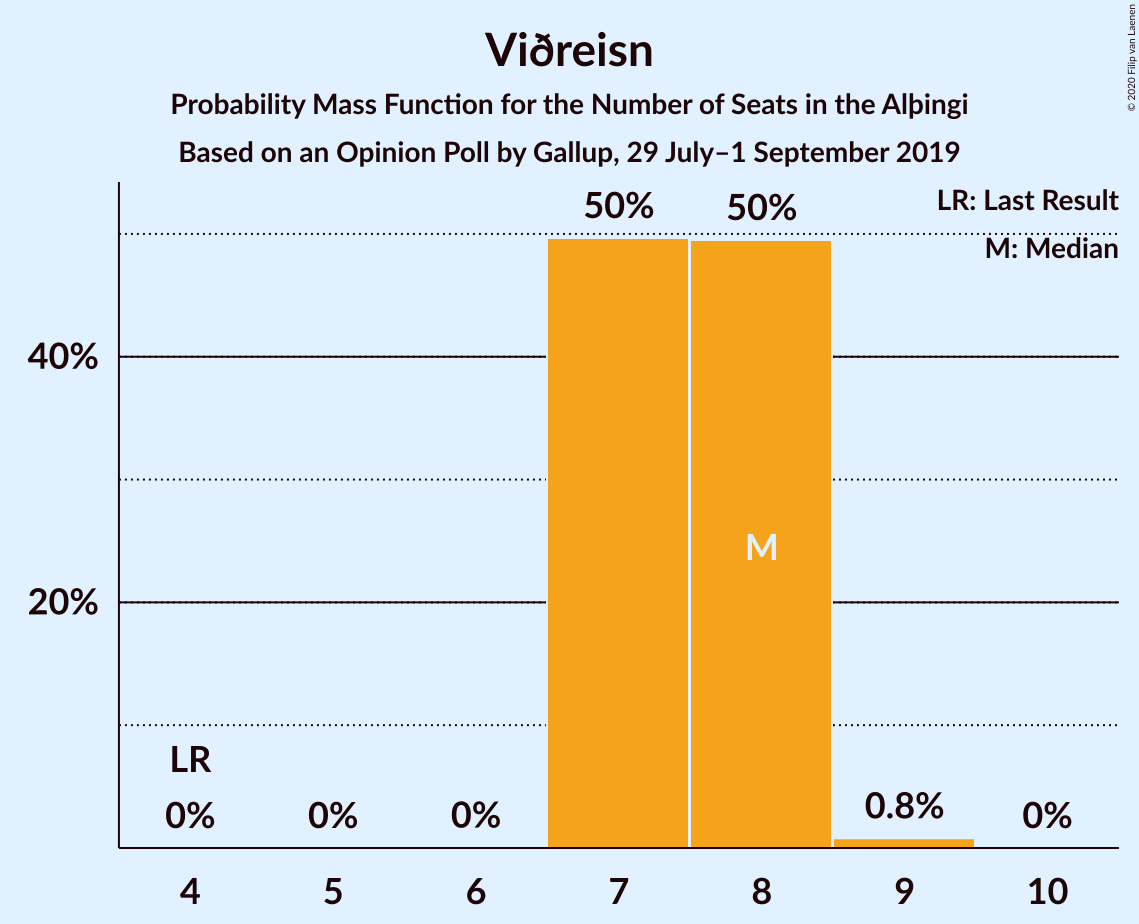 Viðreisn
Probability Mass Function for the Number of Seats in the Alþingi
Based on an Opinion Poll by Gallup, 29 July–1 September 2019
© 2020 Filip van Laenen
LR: Last Result
M: Median
50%
50%
40%
M
20%
LR
0%
0%
0%
0.8%
0%
4
5
6
7
8
9
10